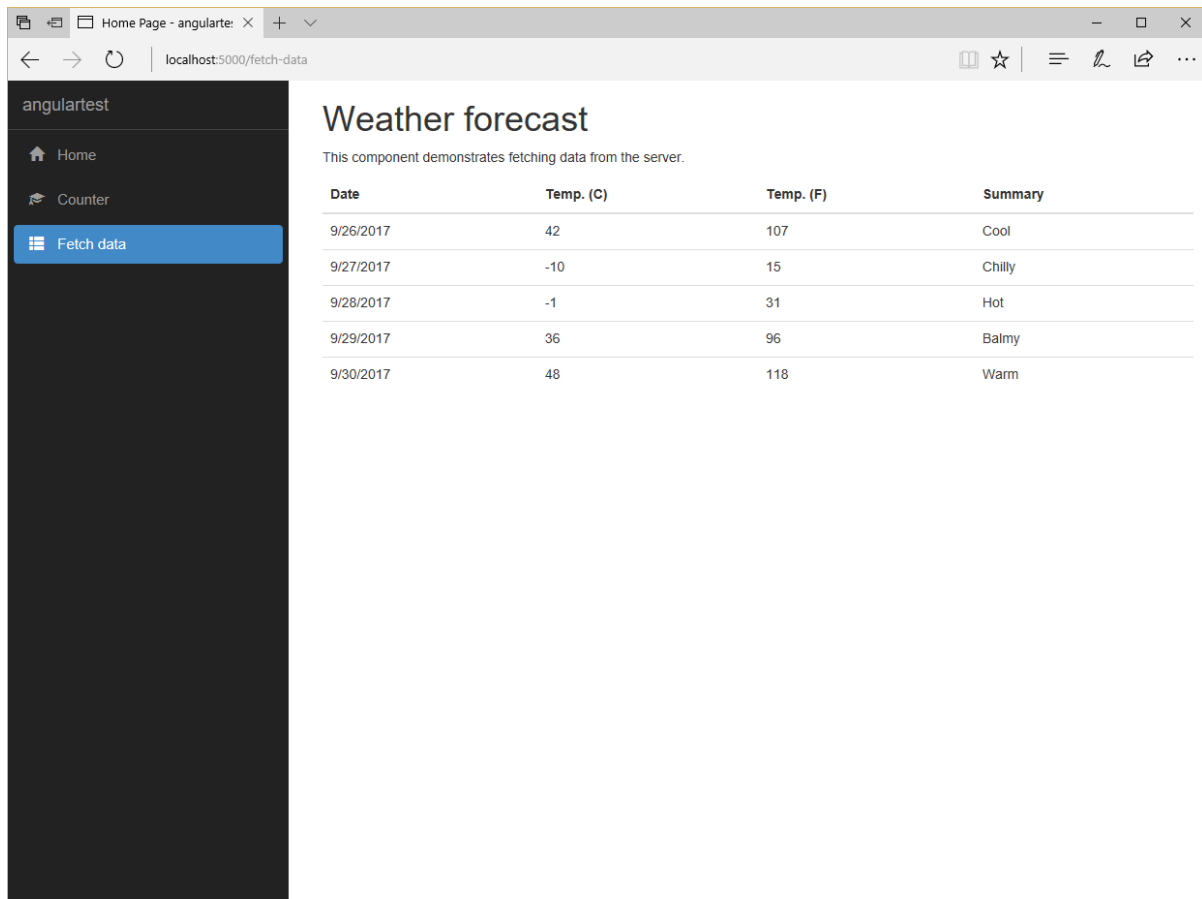 Home Page - angulartes
localhost:5000/fetch-data
angulartest
Home
Counter
Fetch data
Weather forecast
This component demonstrates fetching data from the server.
Date Temp. (C) Temp. (F) Summary
9/26/2017 42 107 Cool
9/27/2017 -10 15 Chilly
9/28/2017 -1 31 Hot
9/29/2017 36 96 Balmy
9/30/2017 48 118 Warm